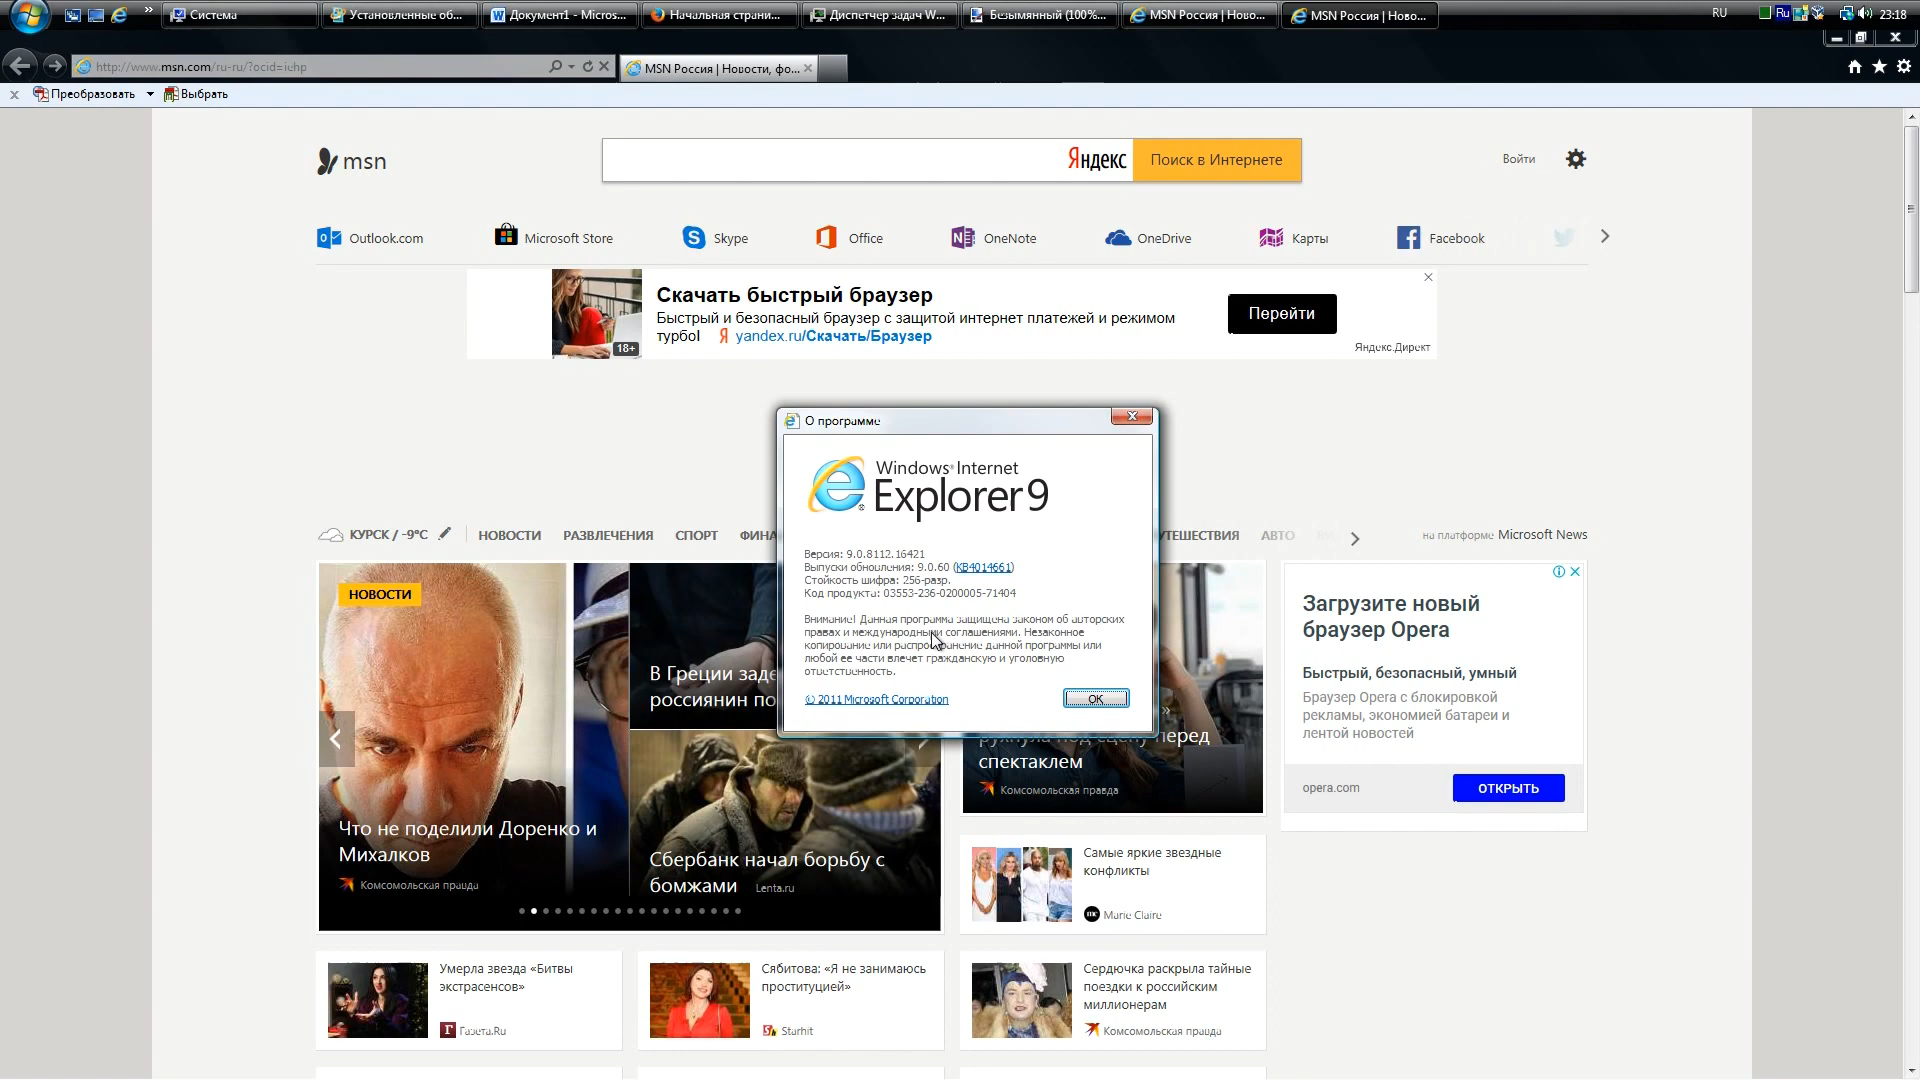 Система
Установленные об...
Документ1 - Micros...
Начальная страни...
Диспетчер задач W...
Безымянный (100%...
MSN Россия | Ново...
MSN Россия | Ново...
RU
Ru
23:18
http://www.msn.com/ru-ru/?ocid=iehp
MSN Россия | Новости, фо...
Преобразовать
Выбрать
msn
Яндекс
Поиск в Интернете
Войти
Outlook.com
Microsoft Store
Skype
Office
OneNote
OneDrive
Карты
Facebook
Скачать быстрый браузер
Быстрый и безопасный браузер с защитой интернет платежей и режимом
турбо!
yandex.ru/Скачать/Браузер
18+
Перейти
Яндекс.Директ
О программе
Windows® Internet
Explorer 9
Версия: 9.0.8112.16421
Выпуски обновления: 9.0.60 (KB4014661)
Стойкость шифра: 256-разр.
Код продукта: 03553-236-0200005-71404
Внимание! Данная программа защищена законом об авторских
правах и международными соглашениями. Незаконное
копирование или распространение данной программы или
любой ее части влечет гражданскую и уголовную
ответственность.
© 2011 Microsoft Corporation
OK
КУРСК / -9°C
НОВОСТИ
РАЗВЛЕЧЕНИЯ
СПОРТ
ФИНА
УТЕШЕСТВИЯ
АВТО
на платформе Microsoft News
НОВОСТИ
Что не поделили Доренко и
Михалков
Комсомольская правда
В Греции заде
россиянин по
Сбербанк начал борьбу с
бомжами
Lenta.ru
рухнула под сцену перед
спектаклем
Комсомольская правда
Загрузите новый
браузер Opera
Быстрый, безопасный, умный
Браузер Opera с блокировкой
рекламы, экономией батареи и
лентой новостей
opera.com
ОТКРЫТЬ
Самые яркие звездные
конфликты
Marie Claire
Умерла звезда «Битвы
экстрасенсов»
Газета.Ru
Сябитова: «Я не занимаюсь
проституцией»
Starhit
Сердючка раскрыла тайные
поездки к российским
миллионерам
Комсомольская правда